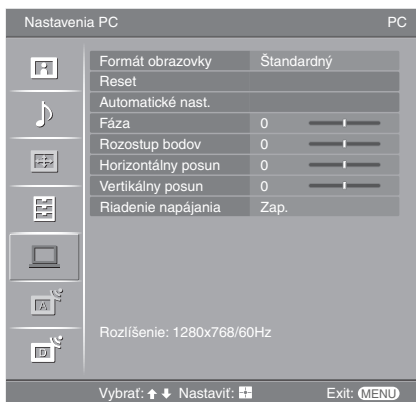 Nastavenia PC PC
Formát obrazovky Štandardný
Reset
Automatické nast.
Fáza 0
Rozostup bodov 0
Horizontálny posun 0
Vertikálny posun 0
Riadenie napájania Zap.
A
D
Rozlíšenie: 1280x768/60Hz
Vybrať: Nastaviť: Exit: MENU